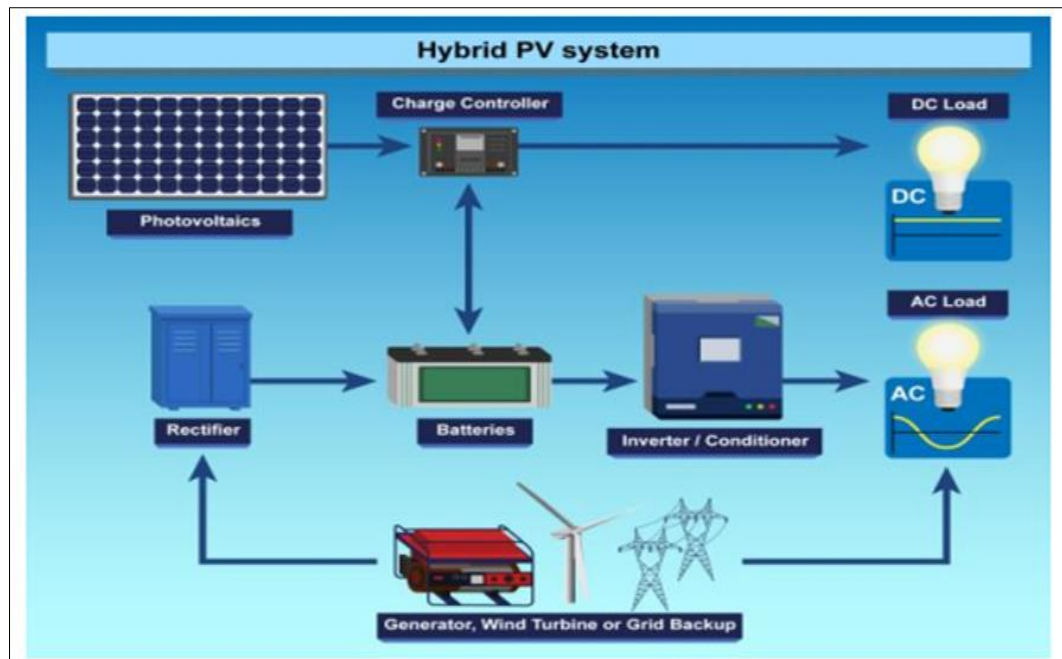 Hybrid PV system
Charge Controller
DC Load
Photovoltaics
DC
AC Load
Rectifier
Batteries
Inverter / Conditioner
AC
Generator, Wind Turbine or Grid Backup